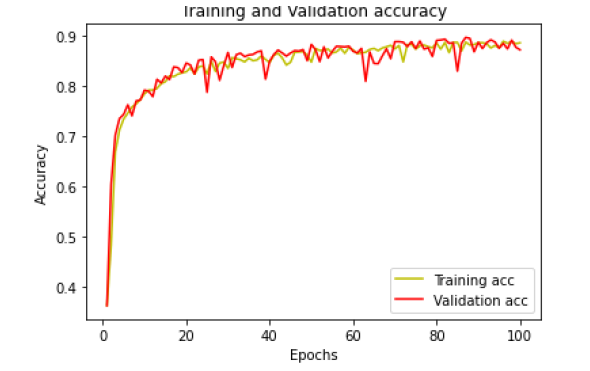 Training and Validation accuracy
0.9
0.8
0.7
0.6
0.5
0.4
Accuracy
Training acc
Validation acc
0
20
40
60
80
100
Epochs